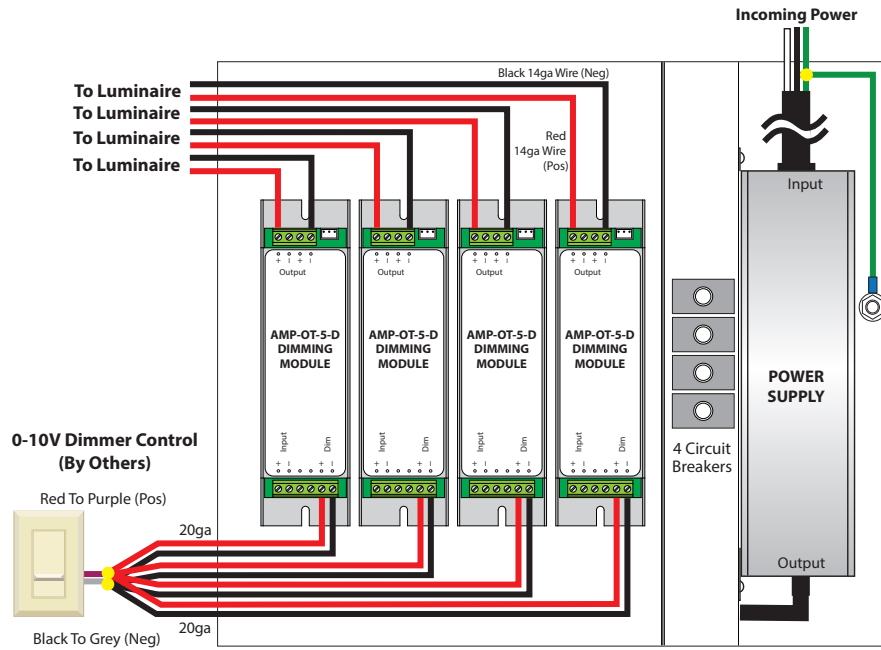 Incoming Power
Black 14ga Wire (Neg)
To Luminaire
To Luminaire
To Luminaire
To Luminaire
Red
14ga Wire
(Pos)
Input
+ – + –
Output
+ – + –
Output
+ – + –
Output
+ – + –
Output
AMP-OT-5-D
DIMMING
MODULE
AMP-OT-5-D
DIMMING
MODULE
AMP-OT-5-D
DIMMING
MODULE
AMP-OT-5-D
DIMMING
MODULE
POWER
SUPPLY
4 Circuit
Breakers
Input
+ –
Dim
+ –
Input
+ –
Dim
+ –
Input
+ –
Dim
+ –
Input
+ –
Dim
+ –
0-10V Dimmer Control
(By Others)
Red To Purple (Pos)
20ga
Output
20ga
Black To Grey (Neg)